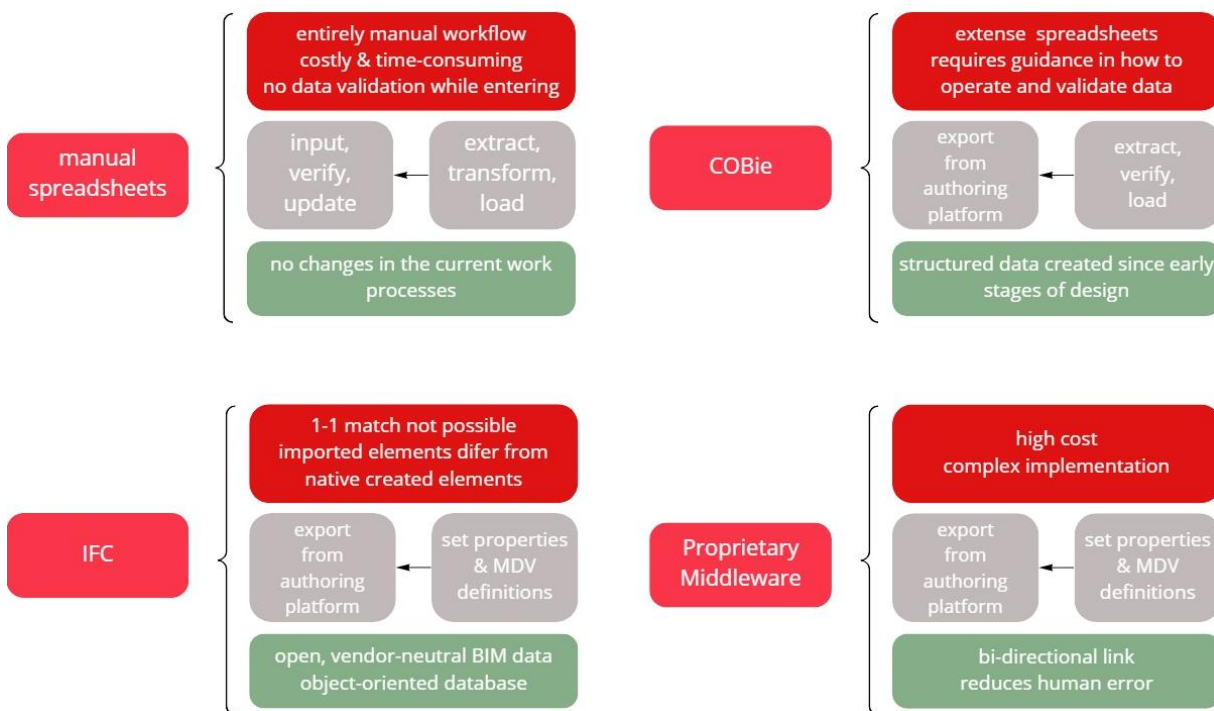 manual
spreadsheets
entirely manual workflow
costly & time-consuming
no data validation while entering
input,
verify,
update
extract,
transform,
load
no changes in the current work
processes
COBie
extense spreadsheets
requires guidance in how to
operate and validate data
export
from
authoring
platform
extract,
verify,
load
structured data created since early
stages of design
IFC
1-1 match not possible
imported elements difer from
native created elements
export
from
authoring
platform
set properties
& MDV
definitions
open, vendor-neutral BIM data
object-oriented database
Proprietary
Middleware
high cost
complex implementation
export
from
authoring
platform
set properties
& MDV
definitions
bi-directional link
reduces human error